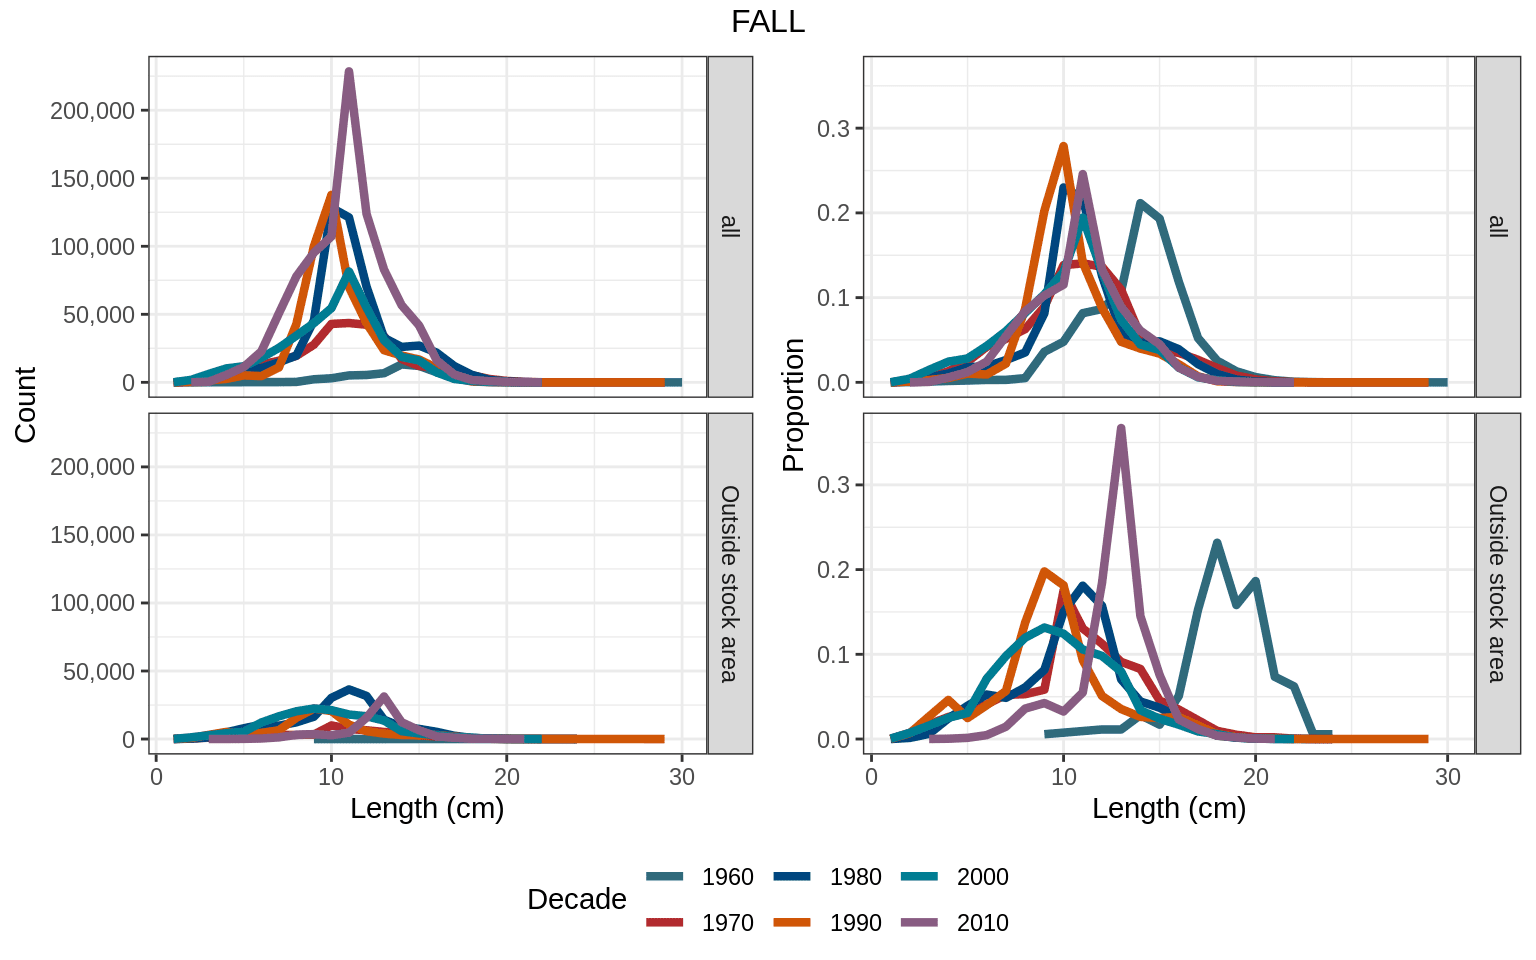 FALL
Count
200,000
150,000
100,000
50,000
0
all
200,000
150,000
100,000
50,000
0
Outside stock area
0 10 20 30
Length (cm)
Proportion
0.3
0.2
0.1
0.0
all
0.3
0.2
0.1
0.0
Outside stock area
0 10 20 30
Length (cm)
Decade
1960 1980 2000
1970 1990 2010